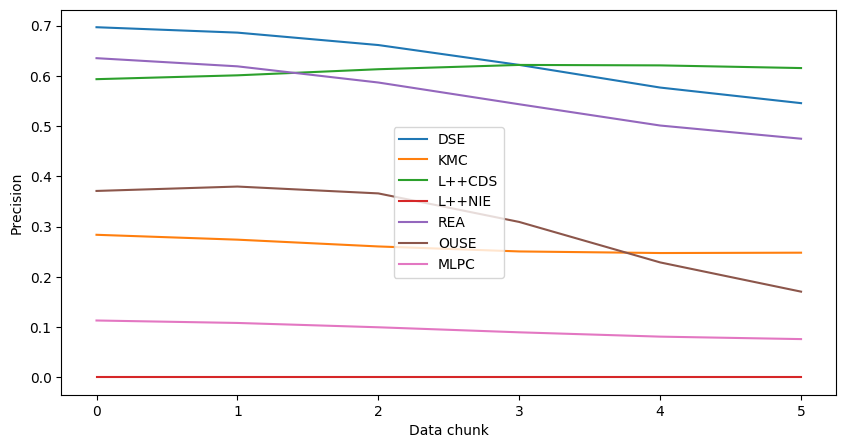 0.7
0.6
0.5
0.4
0.3
0.2
0.1
0.0
Precision
DSE
KMC
L++CDS
L++NIE
REA
OUSE
MLPC
0 1 2 3 4 5
Data chunk